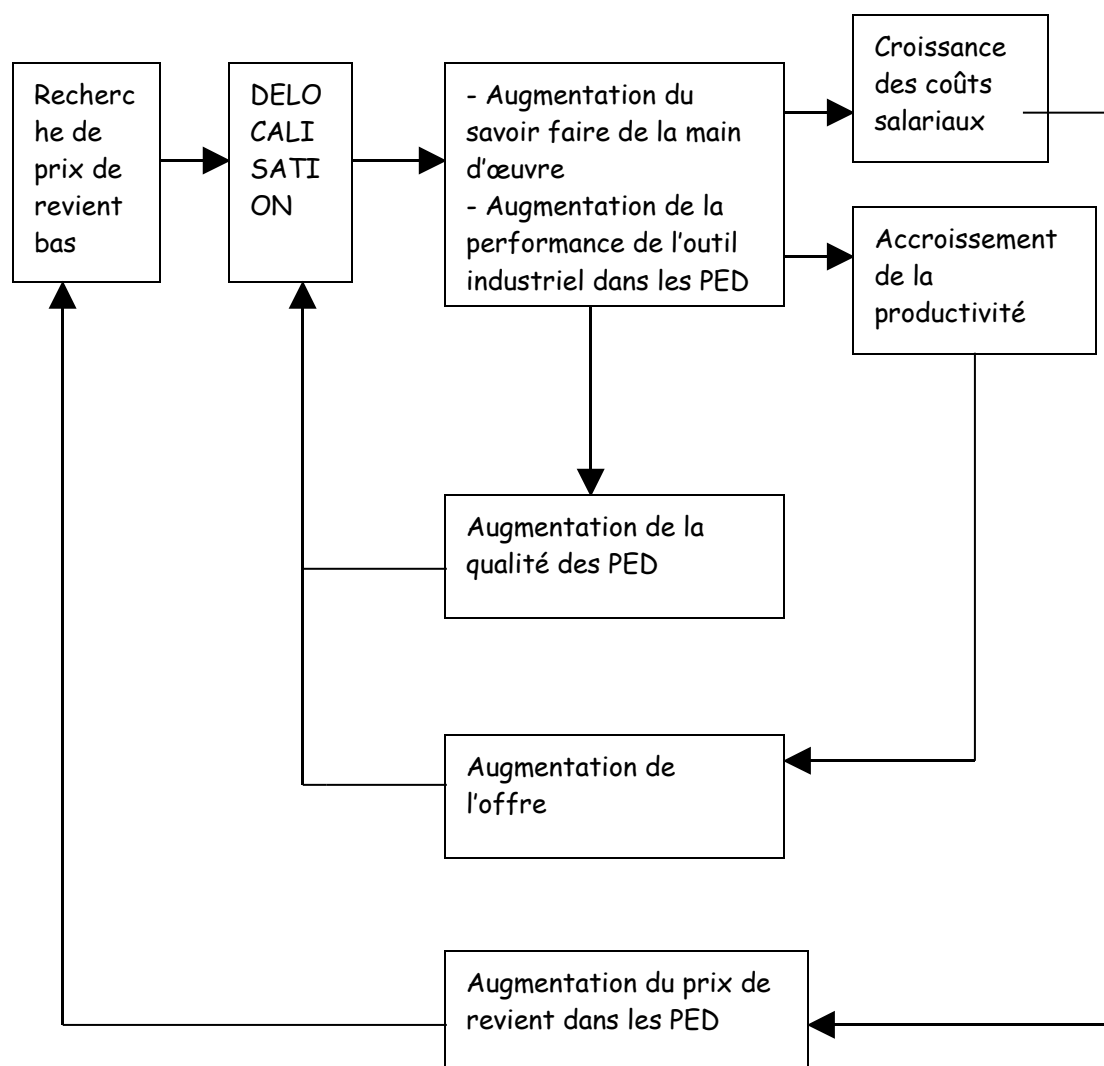 Recherc
he de
prix de
revient
bas
DELO
CALI
SATI
ON
- Augmentation du
savoir faire de la main
d'œuvre
- Augmentation de la
performance de l'outil
industriel dans les PED
Croissance
des coûts
salariaux
Accroissement
de la
productivité
Augmentation de la
qualité des PED
Augmentation de
l'offre
Augmentation du prix de
revient dans les PED